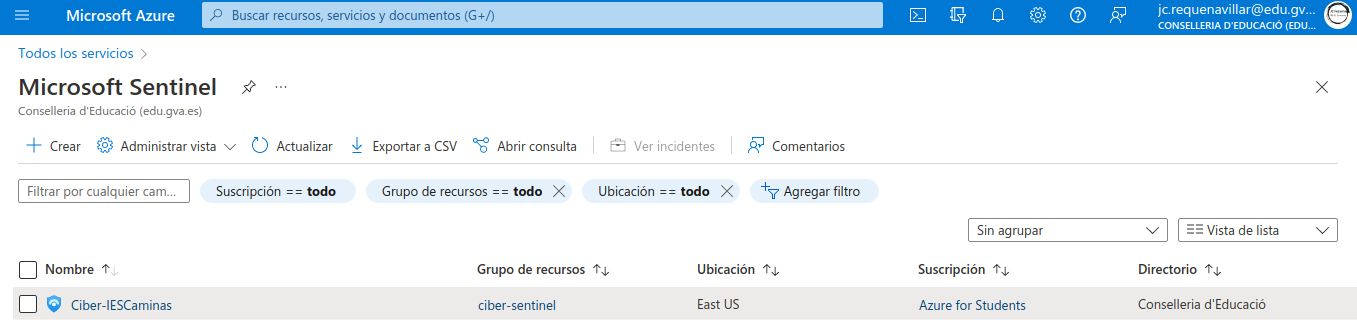 Microsoft Azure
Buscar recursos, servicios y documentos (G+/)
jc.requenavillar@edu.gv...
CONSELLERIA D'EDUCACIÓ (EDU....
Todos los servicios
Microsoft Sentinel
Conselleria d'Educació (edu.gva.es)
Crear Administrar vista Actualizar Exportar a CSV Abrir consulta Ver incidentes Comentarios
Filtrar por cualquier cam... Suscripción == todo Grupo de recursos == todo Ubicación == todo Agregar filtro
Sin agrupar Vista de lista
Nombre Grupo de recursos Ubicación Suscripción Directorio
Ciber-IESCaminas ciber-sentinel East US Azure for Students Conselleria d'Educació